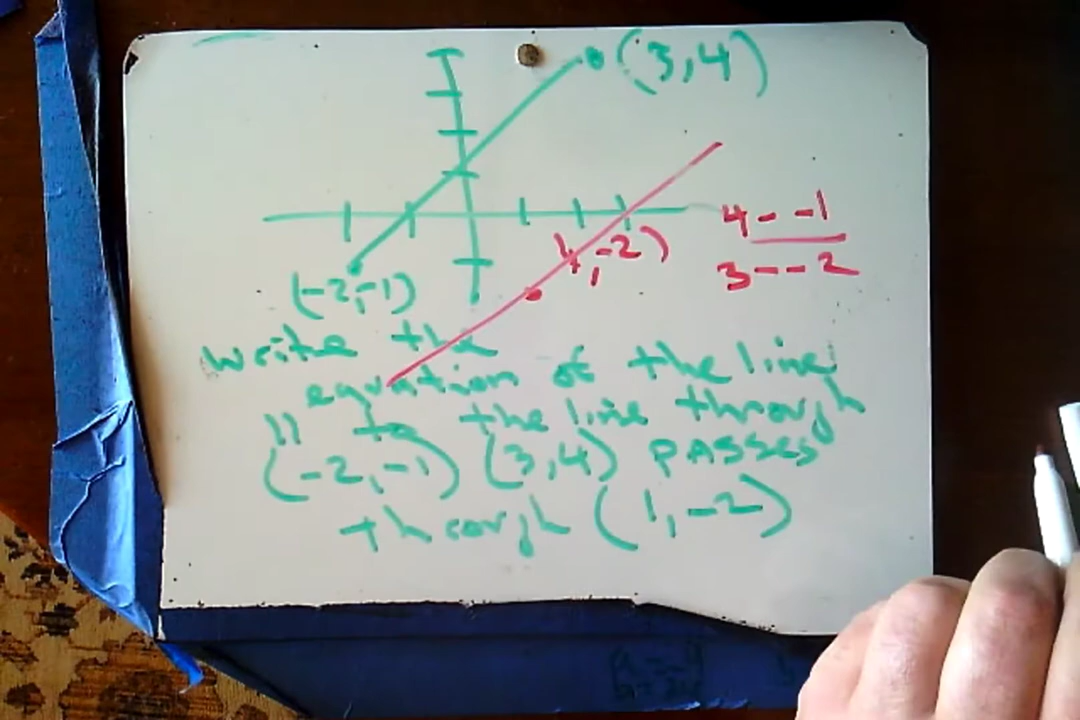 (3,4)
4--1
3--2
(1,-2)
(-2,-1)
write the
equation of the line
|| to the line through
(-2,-1) (3,4) PASSES
through (1,-2)